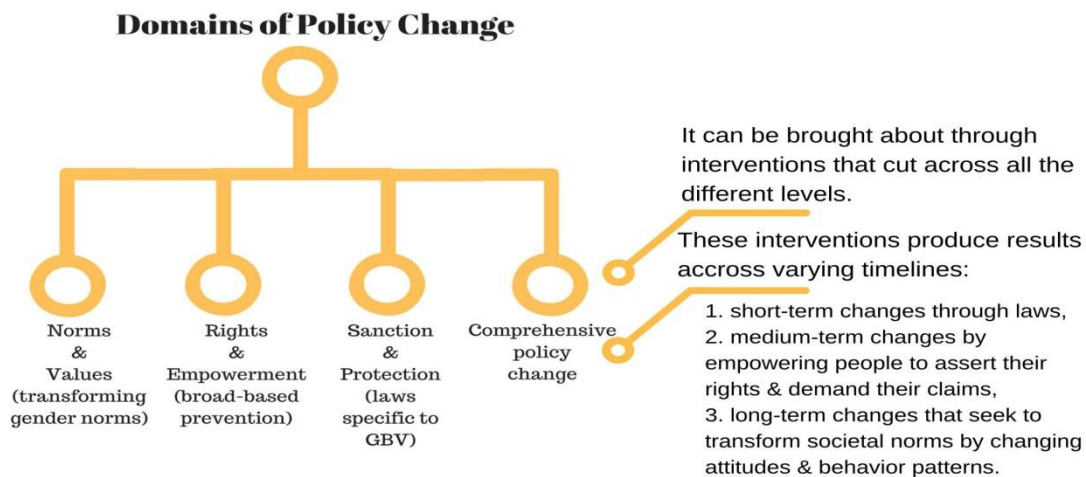 Domains of Policy Change
Norms
&
Values
(transforming
gender norms)
Rights
&
Empowerment
(broad-based
prevention)
Sanction
&
Protection
(laws
specific to
GBV)
Comprehensive
policy
change
It can be brought about through
interventions that cut across all the
different levels.
These interventions produce results
accross varying timelines:
1. short-term changes through laws,
2. medium-term changes by
empowering people to assert their
rights & demand their claims,
3. long-term changes that seek to
transform societal norms by changing
attitudes & behavior patterns.